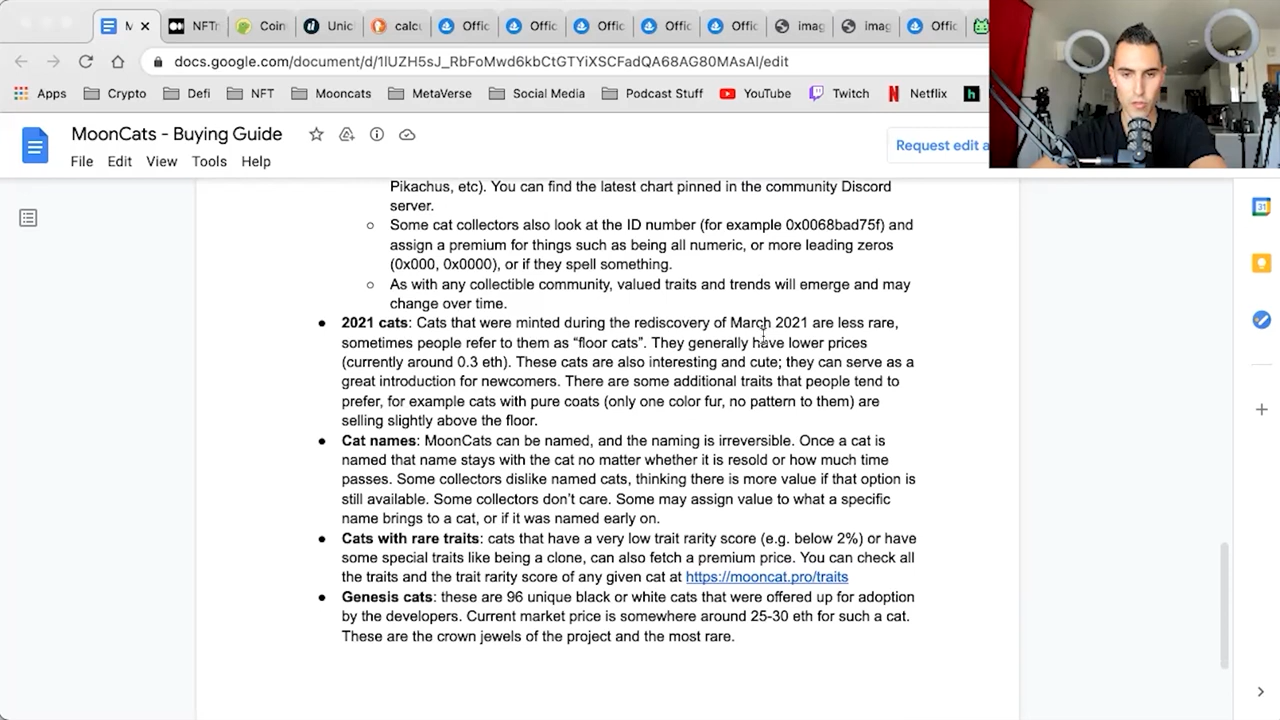 M
NFTr
Coin
Unic
calcu
Offic
Offic
Offic
Offic
Offic
imag
imag
Offic
docs.google.com/document/d/1lUZH5sJ_RbFoMwd6kbCtGTYiXSCFadQA68AG80MAsAI/edit
Apps
Crypto
Defi
NFT
Mooncats
MetaVerse
Social Media
Podcast Stuff
YouTube
Twitch
Netflix
h
MoonCats - Buying Guide
File Edit View Tools Help
Request edit a
Pikachus, etc). You can find the latest chart pinned in the community Discord
server.
Some cat collectors also look at the ID number (for example 0x0068bad75f) and
assign a premium for things such as being all numeric, or more leading zeros
(0x000, 0x0000), or if they spell something.
As with any collectible community, valued traits and trends will emerge and may
change over time.
2021 cats: Cats that were minted during the rediscovery of March 2021 are less rare,
sometimes people refer to them as “floor cats”. They generally have lower prices
(currently around 0.3 eth). These cats are also interesting and cute; they can serve as a
great introduction for newcomers. There are some additional traits that people tend to
prefer, for example cats with pure coats (only one color fur, no pattern to them) are
selling slightly above the floor.
Cat names: MoonCats can be named, and the naming is irreversible. Once a cat is
named that name stays with the cat no matter whether it is resold or how much time
passes. Some collectors dislike named cats, thinking there is more value if that option is
still available. Some collectors don’t care. Some may assign value to what a specific
name brings to a cat, or if it was named early on.
Cats with rare traits: cats that have a very low trait rarity score (e.g. below 2%) or have
some special traits like being a clone, can also fetch a premium price. You can check all
the traits and the trait rarity score of any given cat at https://mooncat.pro/traits
Genesis cats: these are 96 unique black or white cats that were offered up for adoption
by the developers. Current market price is somewhere around 25-30 eth for such a cat.
These are the crown jewels of the project and the most rare.
31